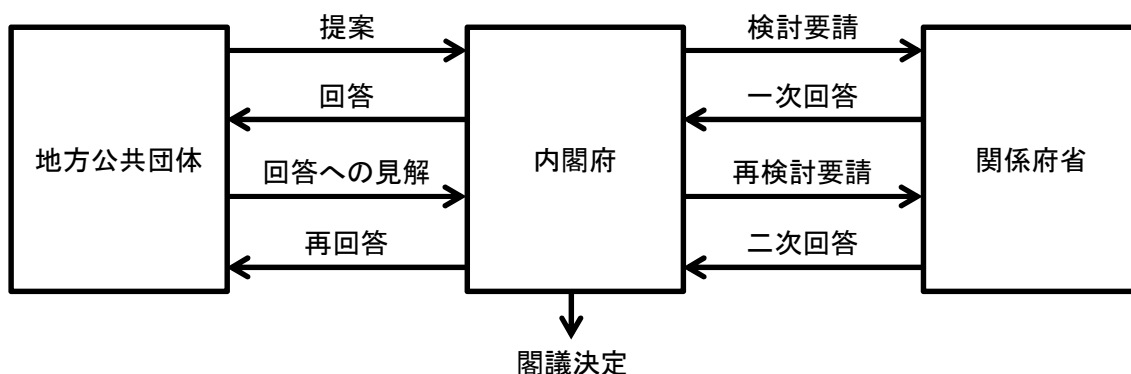 提案
検討要請
回答
一次回答
地方公共団体
内閣府
関係府省
回答への見解
再検討要請
再回答
二次回答
閣議決定